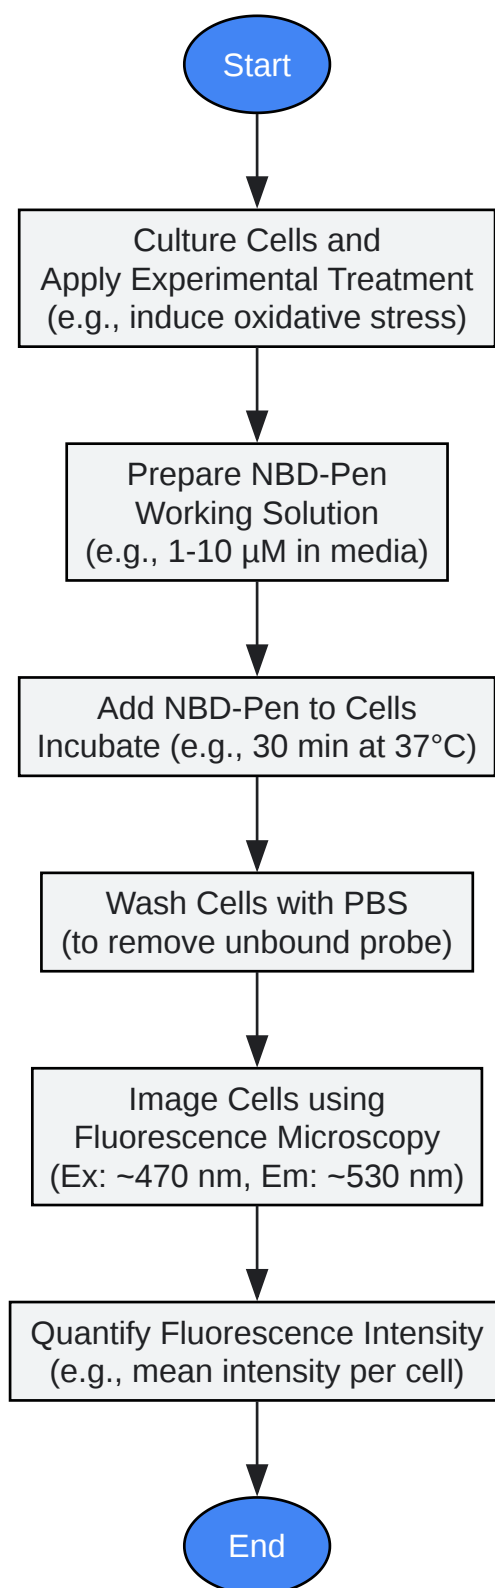 Start
Culture Cells and
Apply Experimental Treatment
(e.g., induce oxidative stress)
Prepare NBD-Pen
Working Solution
(e.g., 1-10 µM in media)
Add NBD-Pen to Cells
Incubate (e.g., 30 min at 37°C)
Wash Cells with PBS
(to remove unbound probe)
Image Cells using
Fluorescence Microscopy
(Ex: ~470 nm, Em: ~530 nm)
Quantify Fluorescence Intensity
(e.g., mean intensity per cell)
End